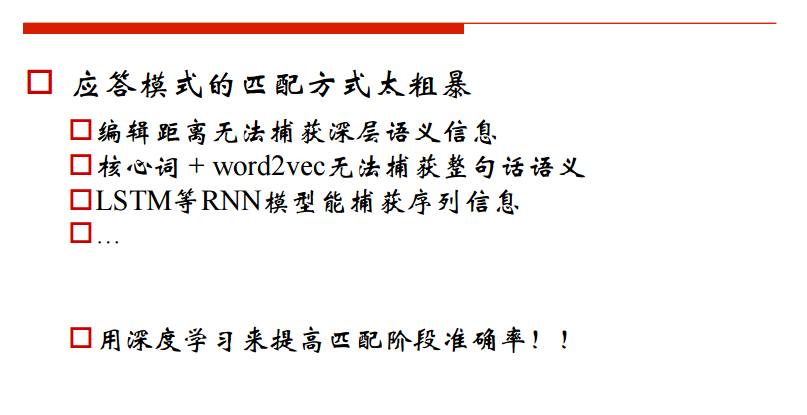 应答模式的匹配方式太粗暴
编辑距离无法捕获深层语义信息
核心词 + word2vec无法捕获整句话语义
LSTM等RNN模型能捕获序列信息
…
用深度学习来提高匹配阶段准确率！！